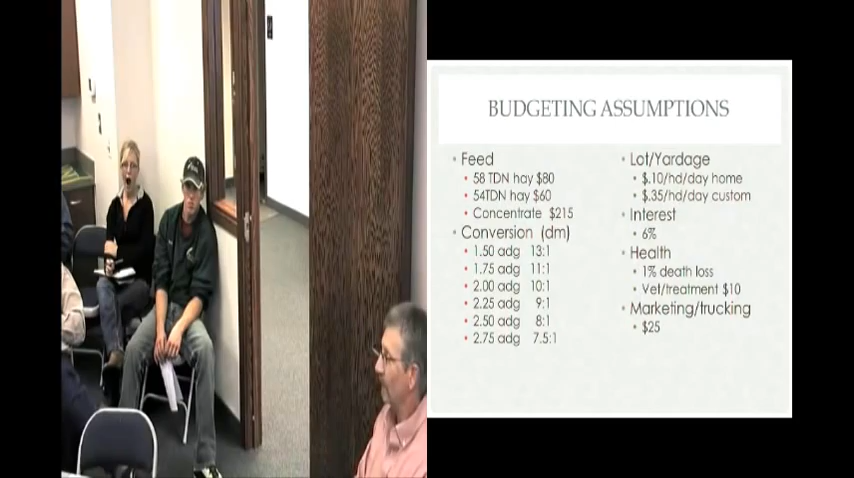 BUDGETING ASSUMPTIONS
• Feed
• 58 TDN hay $80
• 54TDN hay $60
• Concentrate $215
• Conversion (dm)
• 1.50 adg 13:1
• 1.75 adg 11:1
• 2.00 adg 10:1
• 2.25 adg 9:1
• 2.50 adg 8:1
• 2.75 adg 7.5:1
• Lot/Yardage
• $.10/hd/day home
• $.35/hd/day custom
• Interest
• 6%
• Health
• 1% death loss
• Vet/treatment $10
• Marketing/trucking
• $25